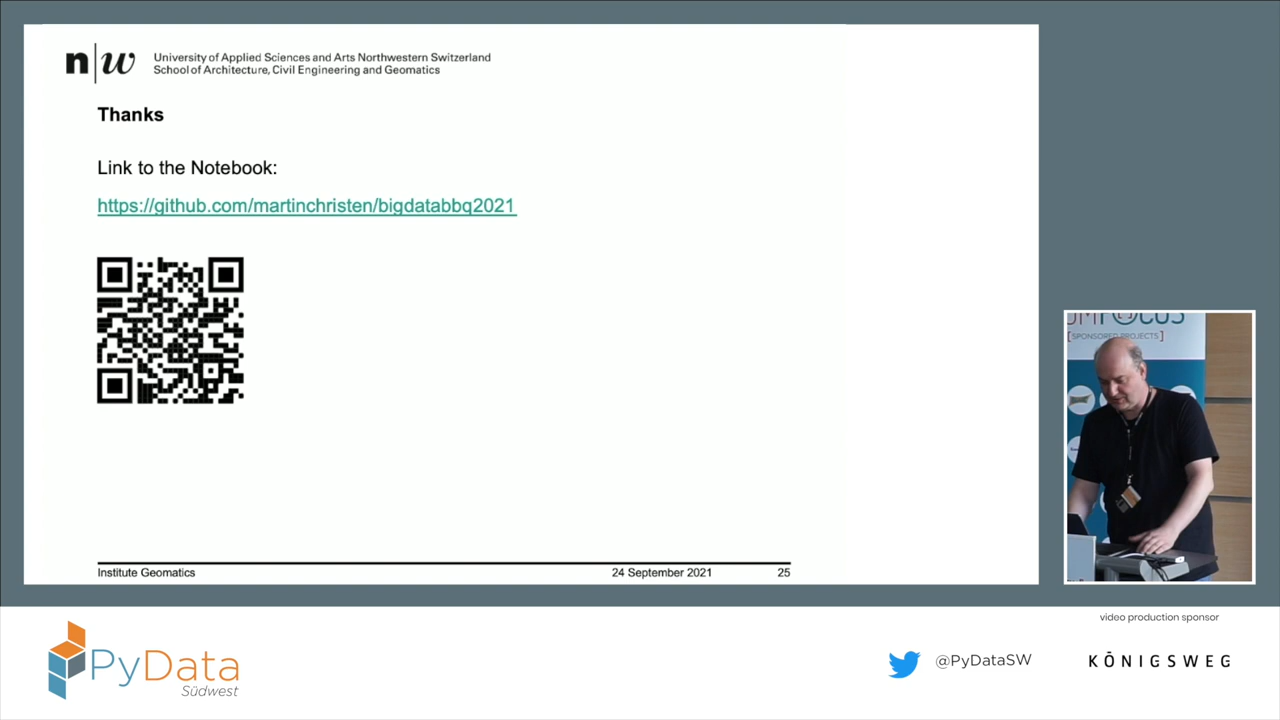 n|w University of Applied Sciences and Arts Northwestern Switzerland
School of Architecture, Civil Engineering and Geomatics
Thanks
Link to the Notebook:
https://github.com/martinchristen/bigdatabbq2021
Institute Geomatics 24 September 2021 25
[SPONSORED PROJECTS]
PyData
Südwest
@PyDataSW
video production sponsor
KÖNIGSWEG